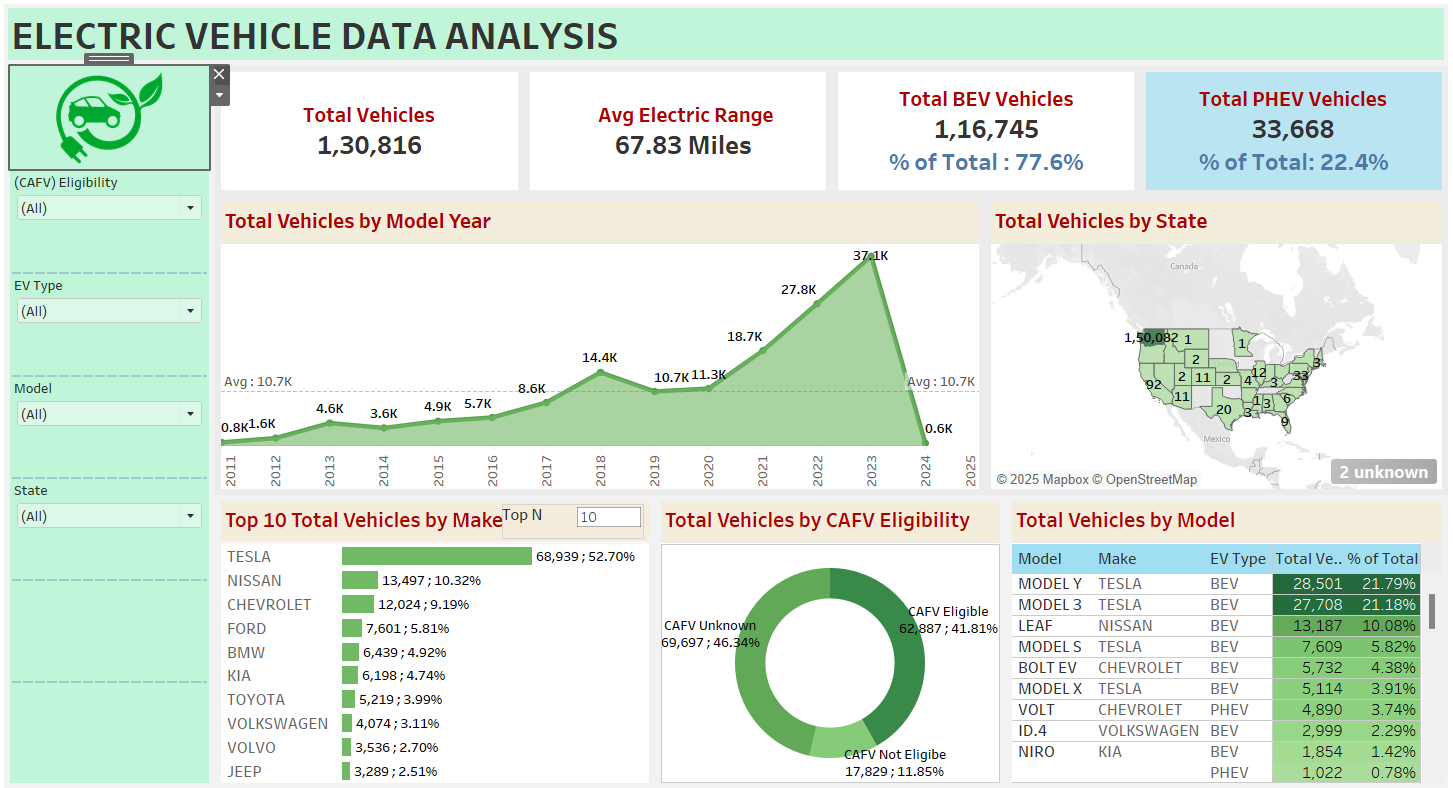 ELECTRIC VEHICLE DATA ANALYSIS
(CAFV) Eligibility
(All)
EV Type
(All)
Model
(All)
State
(All)
Total Vehicles
1,30,816
Avg Electric Range
67.83 Miles
Total BEV Vehicles
1,16,745
% of Total : 77.6%
Total PHEV Vehicles
33,668
% of Total: 22.4%
Total Vehicles by Model Year
37.1K
27.8K
18.7K
14.4K
Avg : 10.7K
8.6K
10.7K
11.3K
Avg : 10.7K
0.8K
1.6K
4.6K
3.6K
4.9K
5.7K
0.6K
2011
2012
2013
2014
2015
2016
2017
2018
2019
2020
2021
2022
2023
2024
2025
Total Vehicles by State
Canada
1,50,082
1
1
2
3
92
2
11
2
4
12
3
33
11
20
3
1
3
6
9
Mexico
© 2025 Mapbox © OpenStreetMap
2 unknown
Top 10 Total Vehicles by Make
Top N
10
TESLA 68,939 ; 52.70%
NISSAN 13,497 ; 10.32%
CHEVROLET 12,024 ; 9.19%
FORD 7,601 ; 5.81%
BMW 6,439 ; 4.92%
KIA 6,198 ; 4.74%
TOYOTA 5,219 ; 3.99%
VOLKSWAGEN 4,074 ; 3.11%
VOLVO 3,536 ; 2.70%
JEEP 3,289 ; 2.51%
Total Vehicles by CAFV Eligibility
CAFV Eligible
62,887 ; 41.81%
CAFV Unknown
69,697 ; 46.34%
CAFV Not Eligibe
17,829 ; 11.85%
Total Vehicles by Model
Model Make EV Type Total Ve.. % of Total
MODEL Y TESLA BEV 28,501 21.79%
MODEL 3 TESLA BEV 27,708 21.18%
LEAF NISSAN BEV 13,187 10.08%
MODEL S TESLA BEV 7,609 5.82%
BOLT EV CHEVROLET BEV 5,732 4.38%
MODEL X TESLA BEV 5,114 3.91%
VOLT CHEVROLET PHEV 4,890 3.74%
ID.4 VOLKSWAGEN BEV 2,999 2.29%
NIRO KIA BEV 1,854 1.42%
PHEV 1,022 0.78%